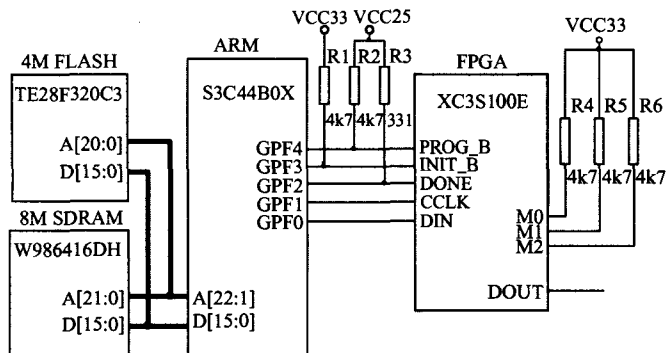 VCC33 VCC25
VCC33
4M FLASH
ARM
R1 R2 R3
FPGA
TE28F320C3
S3C44B0X
XC3S100E
R4 R5 R6
4k7 4k7 331
A[20:0]
D[15:0]
GPF4
GPF3
GPF2
GPF1
GPF0
PROG_B
INIT_B
DONE
CCLK
DIN
4k7 4k7 4k7
M0
M1
M2
8M SDRAM
W986416DH
A[21:0]
D[15:0]
A[22:1]
D[15:0]
DOUT